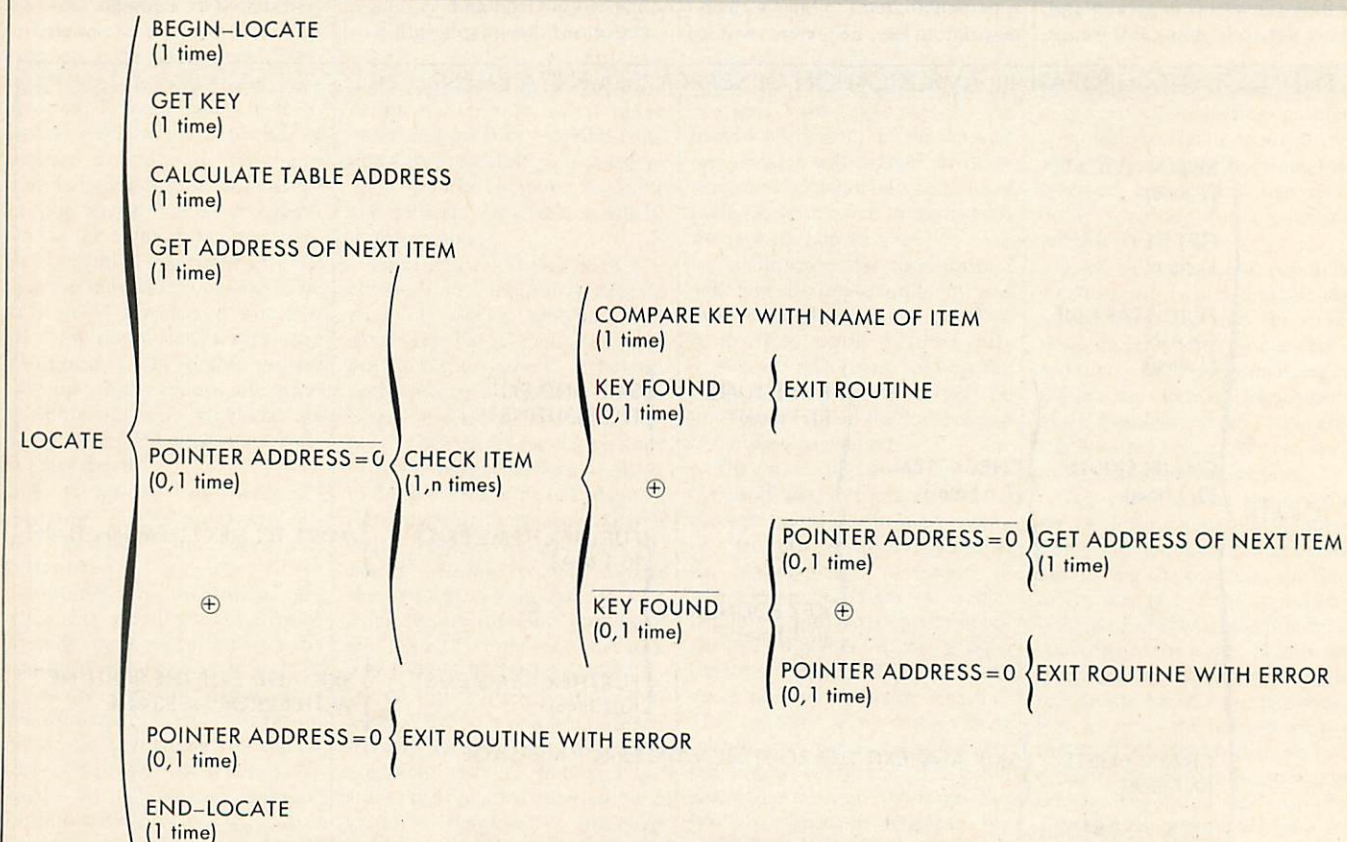 BEGIN–LOCATE
(1 time)
GET KEY
(1 time)
CALCULATE TABLE ADDRESS
(1 time)
GET ADDRESS OF NEXT ITEM
(1 time)
COMPARE KEY WITH NAME OF ITEM
(1 time)
KEY FOUND
(0,1 time)
EXIT ROUTINE
LOCATE
POINTER ADDRESS=0
(0,1 time)
CHECK ITEM
(1,n times)
⊕
POINTER ADDRESS=0
(0,1 time)
GET ADDRESS OF NEXT ITEM
(1 time)
⊕
KEY FOUND
(0,1 time)
⊕
POINTER ADDRESS=0
(0,1 time)
EXIT ROUTINE WITH ERROR
POINTER ADDRESS=0
(0,1 time)
EXIT ROUTINE WITH ERROR
END–LOCATE
(1 time)